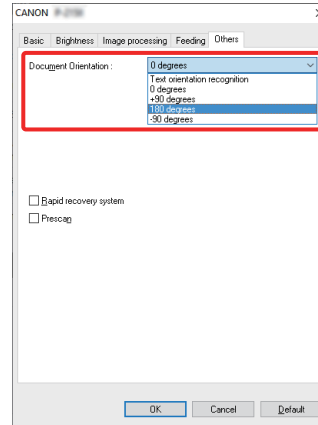 CANON
Basic Brightness Image processing Feeding Others
Document Orientation : 0 degrees
Text orientation recognition
0 degrees
+90 degrees
180 degrees
-90 degrees
Rapid recovery system
Prescan
OK Cancel Default